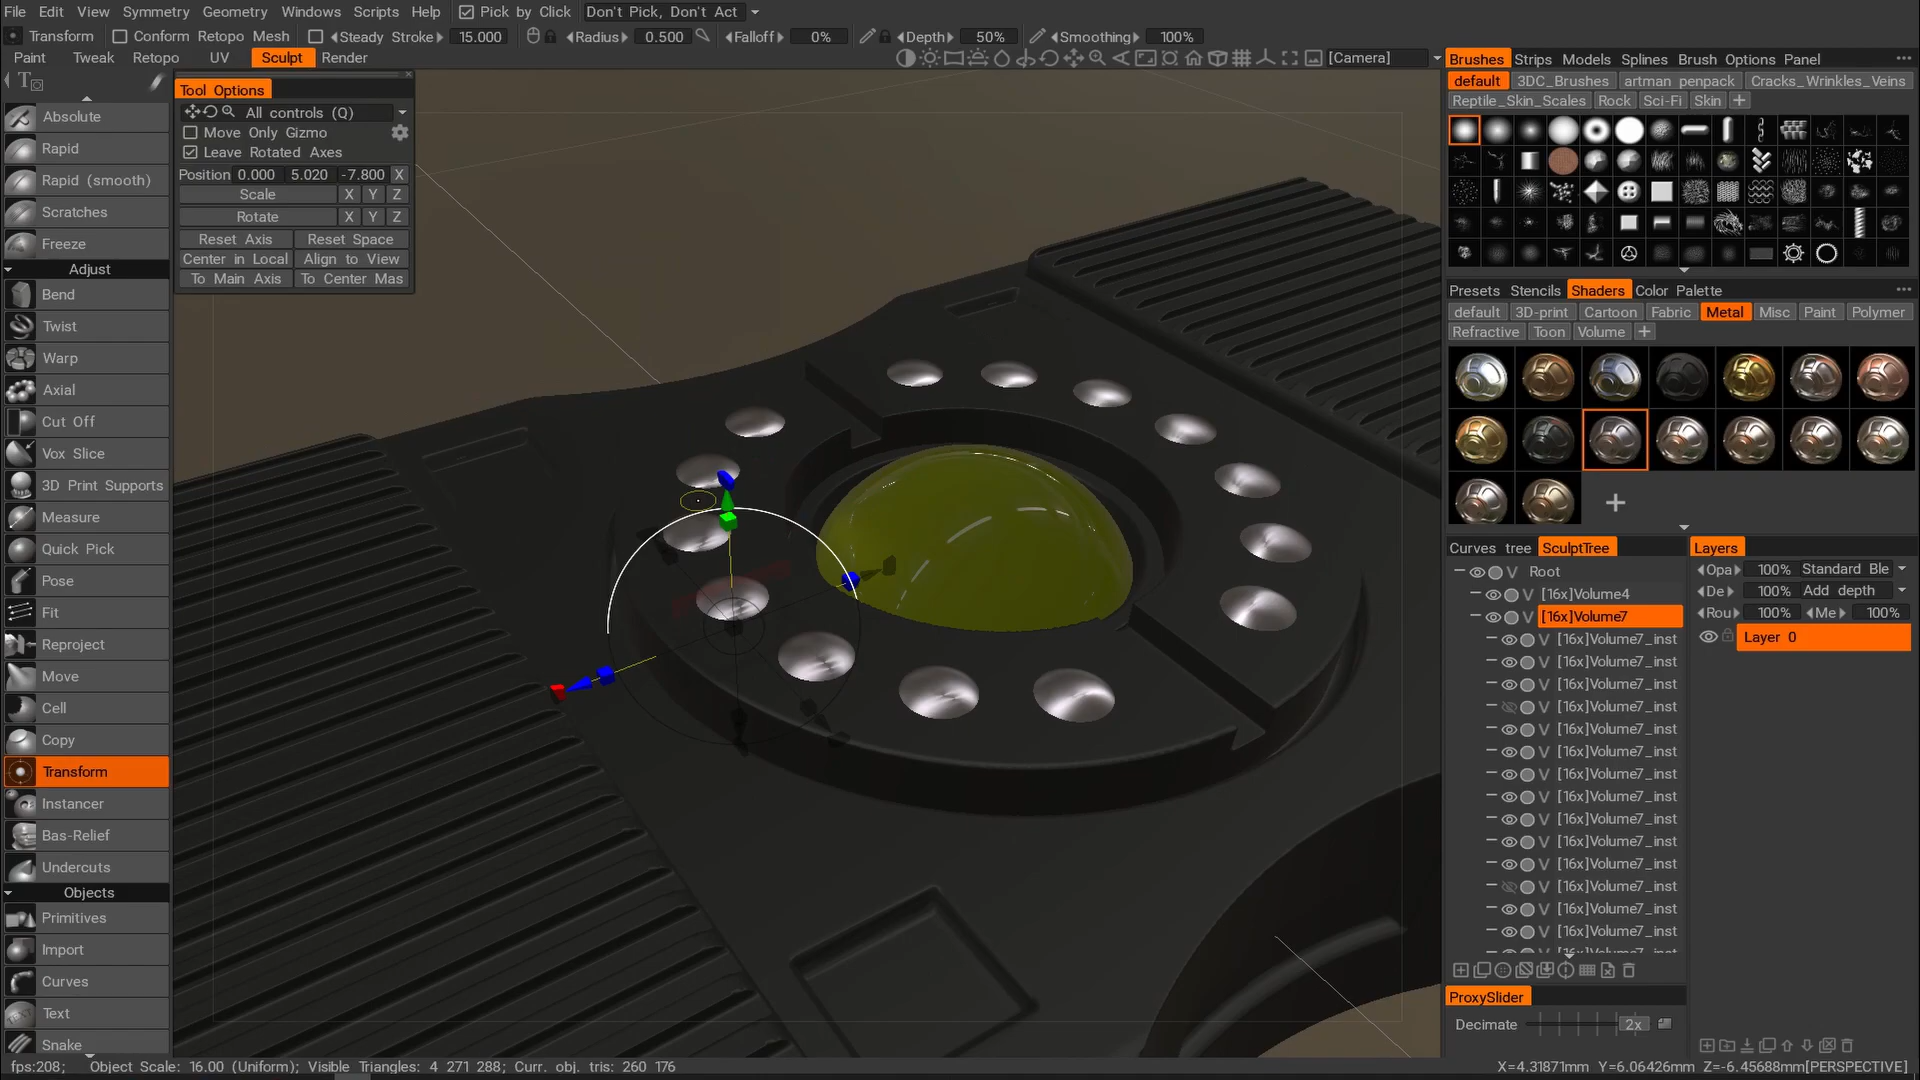 File Edit View Symmetry Geometry Windows Scripts Help Pick by Click Don't Pick, Don't Act
Transform Conform Retopo Mesh Steady Stroke 15.000 Radius 0.500 Falloff 0% Depth 50% Smoothing 100%
Paint Tweak Retopo UV Sculpt Render [Camera]
Absolute
Rapid
Rapid (smooth)
Scratches
Freeze
Adjust
Bend
Twist
Warp
Axial
Cut Off
Vox Slice
3D Print Supports
Measure
Quick Pick
Pose
Fit
Reproject
Move
Cell
Copy
Transform
Instancer
Bas-Relief
Undercuts
Objects
Primitives
Import
Curves
Text
Snake
Tool Options
All controls (Q)
Move Only Gizmo
Leave Rotated Axes
Position 0.000 5.020 -7.800 X
Scale X Y Z
Rotate X Y Z
Reset Axis Reset Space
Center in Local Align to View
To Main Axis To Center Mas
Brushes Strips Models Splines Brush Options Panel
default 3DC_Brushes artman penpack Cracks_Wrinkles_Veins
Reptile_Skin_Scales Rock Sci-Fi Skin +
Presets Stencils Shaders Color Palette
default 3D-print Cartoon Fabric Metal Misc Paint Polymer
Refractive Toon Volume +
Curves tree SculptTree
Root
[16x]Volume4
[16x]Volume7
[16x]Volume7_inst
[16x]Volume7_inst
[16x]Volume7_inst
[16x]Volume7_inst
[16x]Volume7_inst
[16x]Volume7_inst
[16x]Volume7_inst
[16x]Volume7_inst
[16x]Volume7_inst
[16x]Volume7_inst
[16x]Volume7_inst
[16x]Volume7_inst
[16x]Volume7_inst
[16x]Volume7_inst
Layers
Opa 100% Standard Ble
De 100% Add depth
Rou 100% Me 100%
Layer 0
ProxySlider
Decimate 2x
fps:208; Object Scale: 16.00 (Uniform); Visible Triangles: 4 271 288; Curr. obj. tris: 260 176
X=4.31871mm Y=6.06426mm Z=-6.45688mm[PERSPECTIVE]